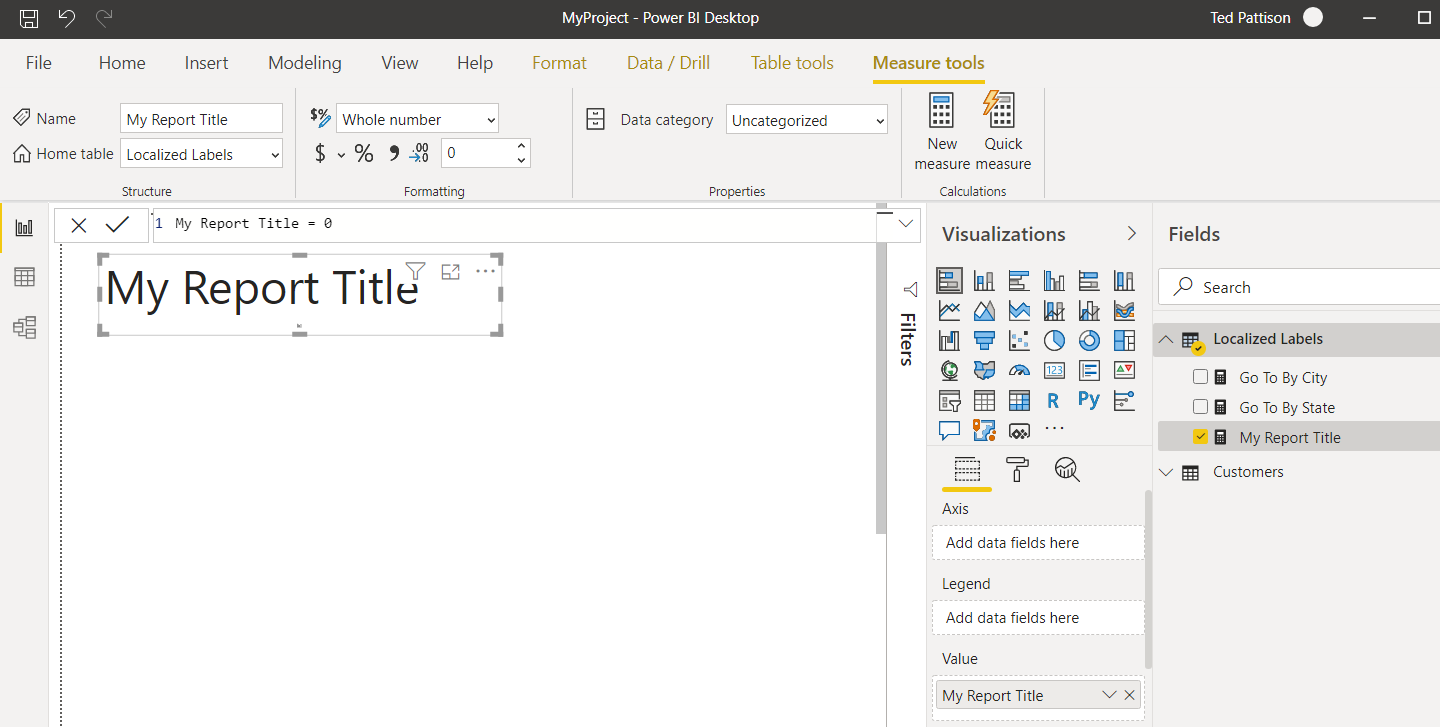 MyProject - Power BI Desktop
Ted Pattison
File Home Insert Modeling View Help Format Data / Drill Table tools Measure tools
Name My Report Title
Home table Localized Labels
Structure
Whole number
$ % 0
Formatting
Data category Uncategorized
Properties
New measure
Quick measure
Calculations
1 My Report Title = 0
My Report Title
Filters
Visualizations
123
R Py
Axis
Add data fields here
Legend
Add data fields here
Value
My Report Title
Fields
Search
Localized Labels
Go To By City
Go To By State
My Report Title
Customers